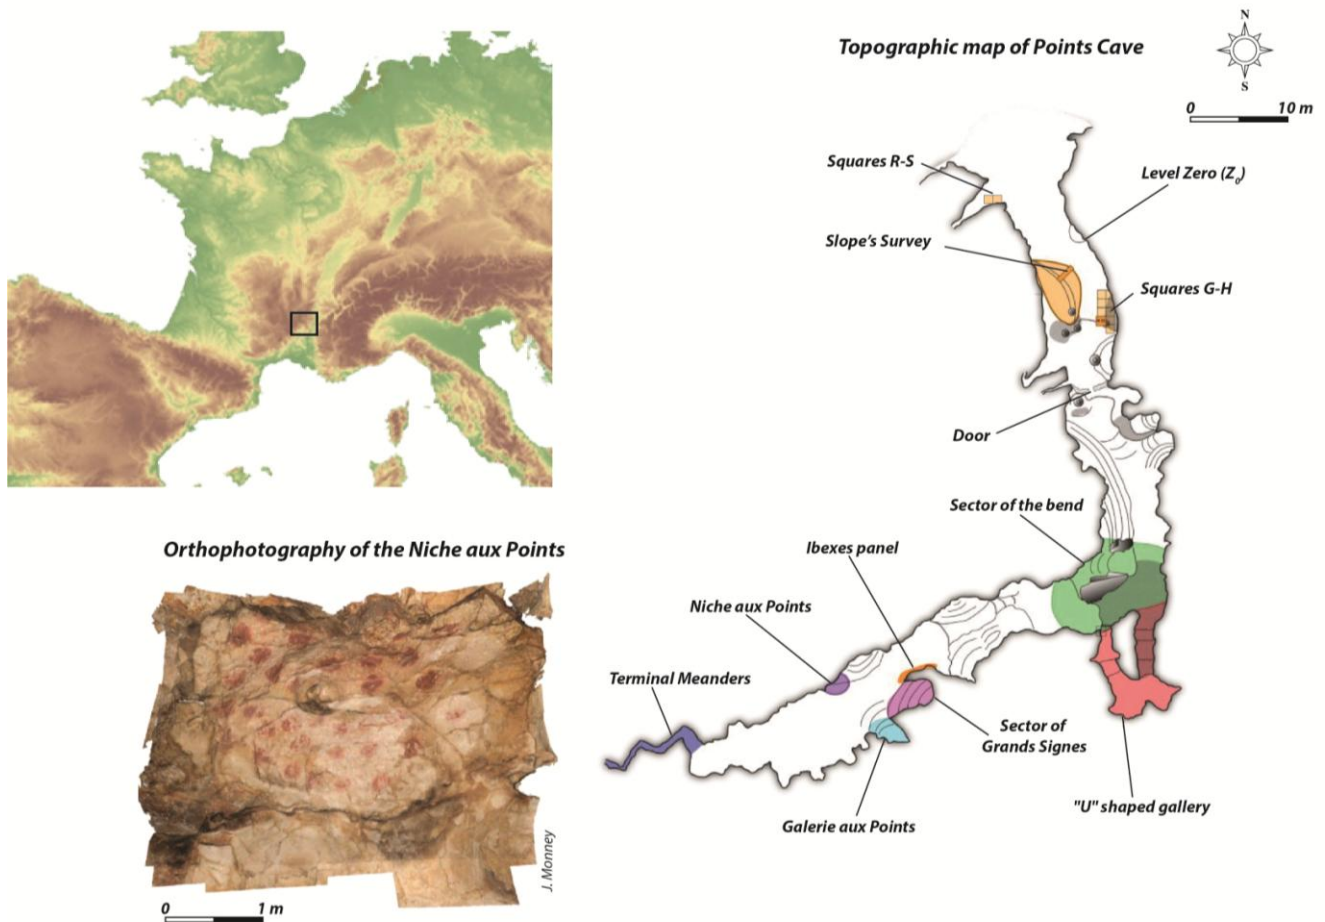 Topographic map of Points Cave
N
S
0 10 m
Squares R-S
Level Zero (Z₀)
Slope's Survey
Squares G-H
Door
Sector of the bend
Ibexes panel
Niche aux Points
Terminal Meanders
Sector of
Grands Signes
Galerie aux Points
"U" shaped gallery
Orthophotography of the Niche aux Points
J. Monney
0 1 m